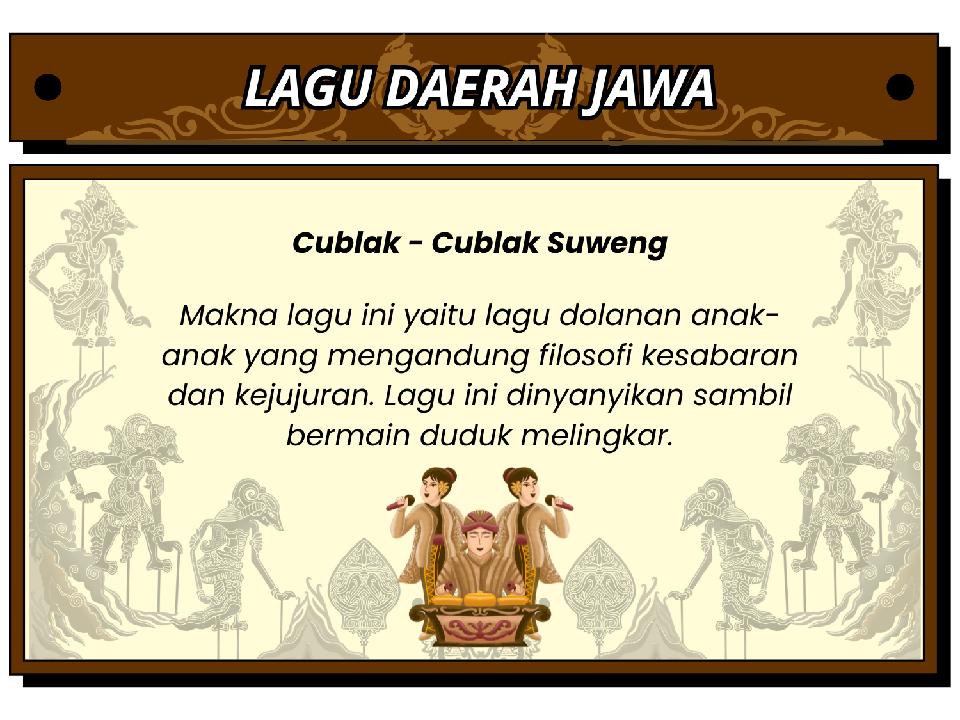 LAGU DAERAH JAWA
Cublak - Cublak Suweng
Makna lagu ini yaitu lagu dolanan anak-
anak yang mengandung filosofi kesabaran
dan kejujuran. Lagu ini dinyanyikan sambil
bermain duduk melingkar.